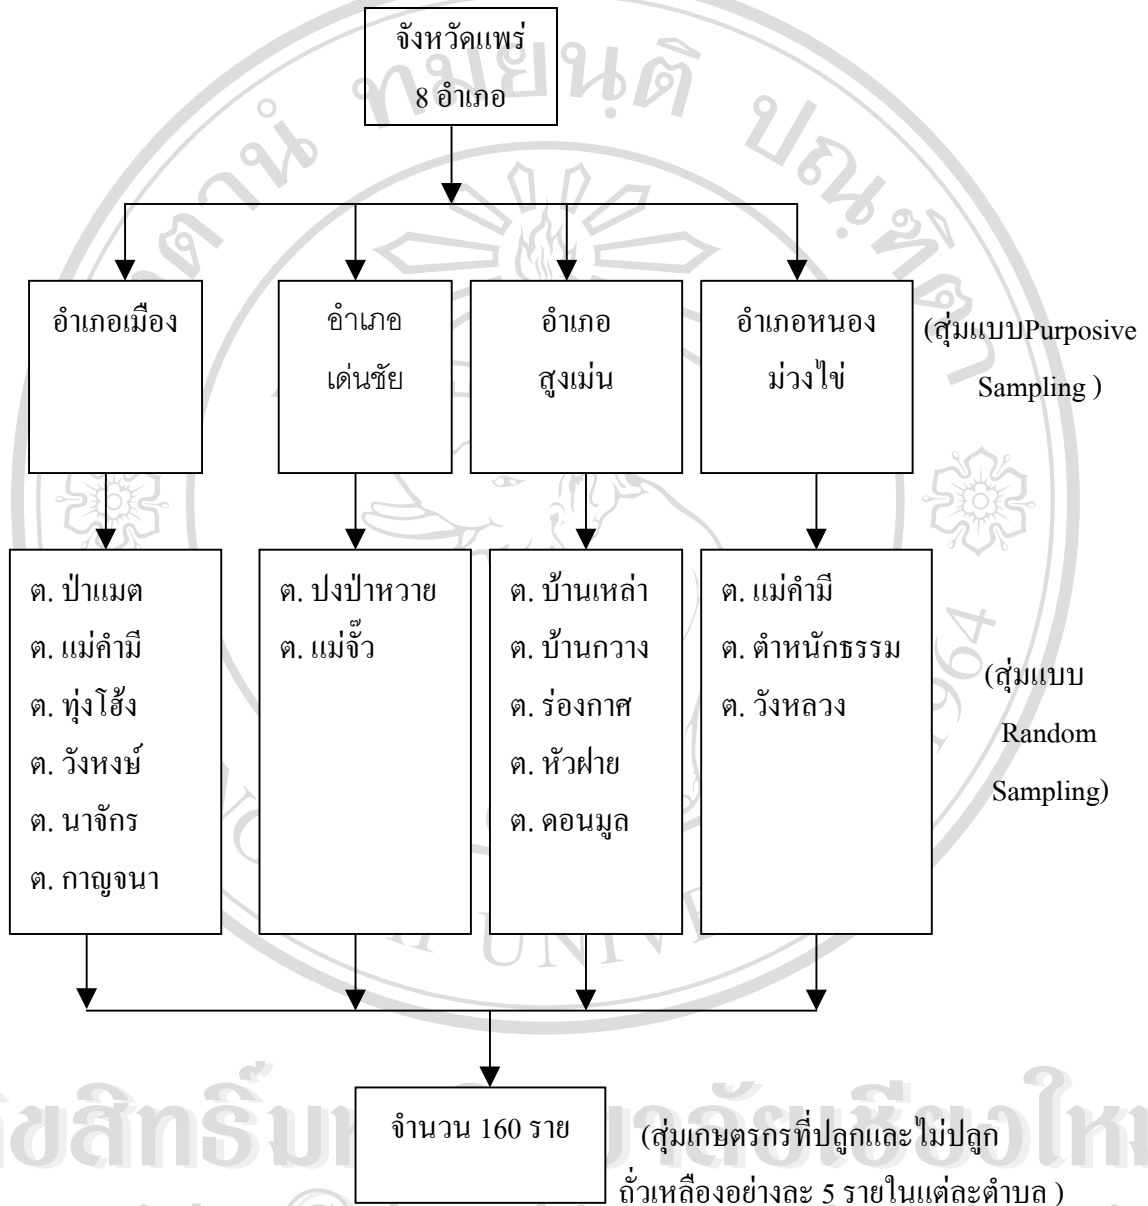 จังหวัดแพร่
8 อำเภอ
อำเภอเมือง
อำเภอ
เด่นชัย
อำเภอ
สูงเม่น
อำเภอหนอง
ม่วงไข่
(สุ่มแบบPurposive
Sampling )
ต. ป่าแมต
ต. แม่คำมี
ต. ทุ่งโฮ้ง
ต. วังหงษ์
ต. นาจักร
ต. กาญจนา
ต. ปงป่าหวาย
ต. แม่จั๊ว
ต. บ้านเหล่า
ต. บ้านกวาง
ต. ร่องกาศ
ต. หัวฝาย
ต. ดอนมูล
ต. แม่คำมี
ต. ตำหนักธรรม
ต. วังหลวง
(สุ่มแบบ
Random
Sampling)
จำนวน 160 ราย
(สุ่มเกษตรกรที่ปลูกและไม่ปลูก
ถั่วเหลืองอย่างละ 5 รายในแต่ละตำบล )